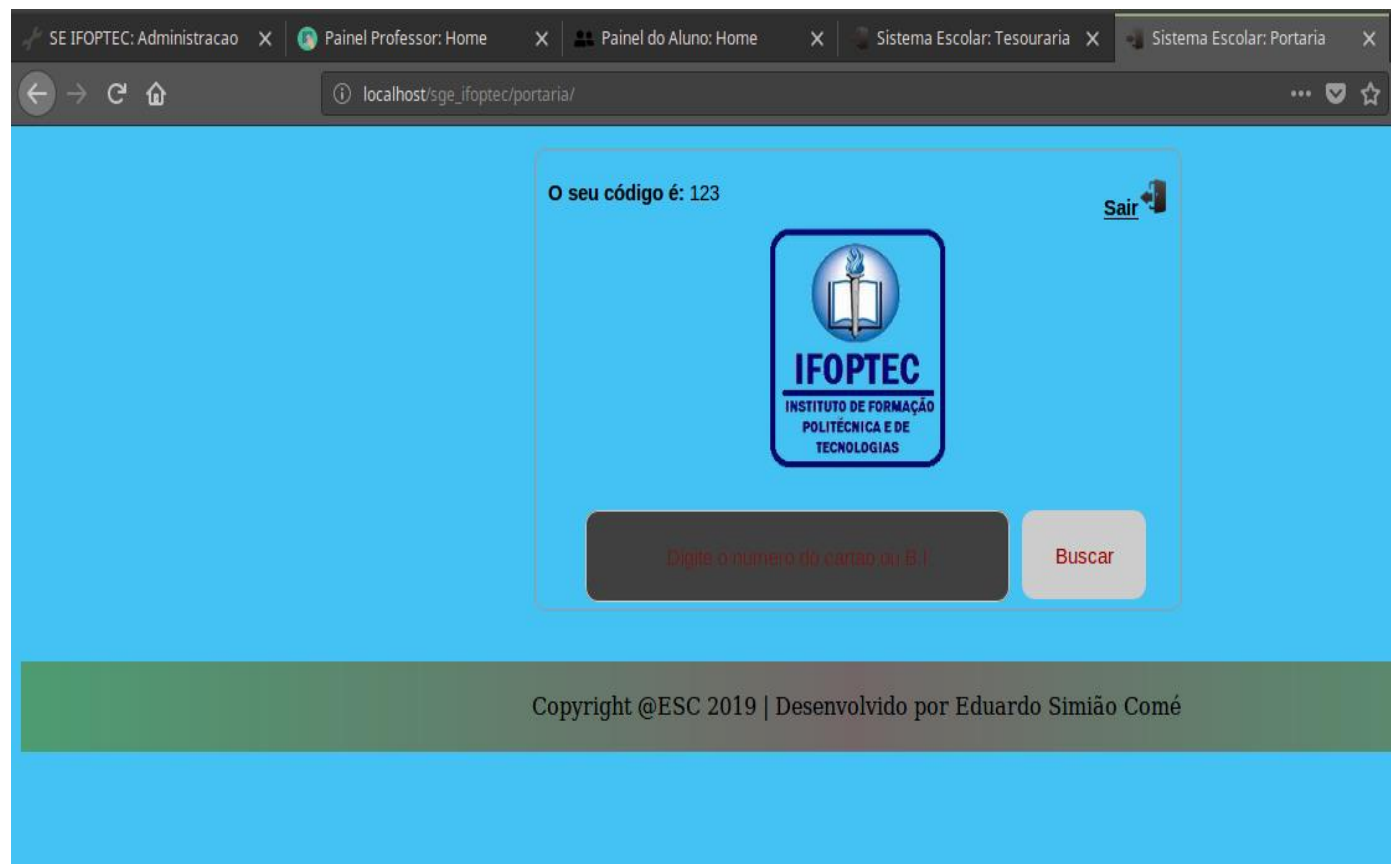 SE IFOPTEC: Administracao
Painel Professor: Home
Painel do Aluno: Home
Sistema Escolar: Tesouraria
Sistema Escolar: Portaria
localhost/sge_ifoptec/portaria/
O seu código é: 123
Sair
IFOPTEC
INSTITUTO DE FORMAÇÃO
POLITÉCNICA E DE
TECNOLOGIAS
Digite o numero do cartao ou B.I.
Buscar
Copyright @ESC 2019 | Desenvolvido por Eduardo Simião Comé